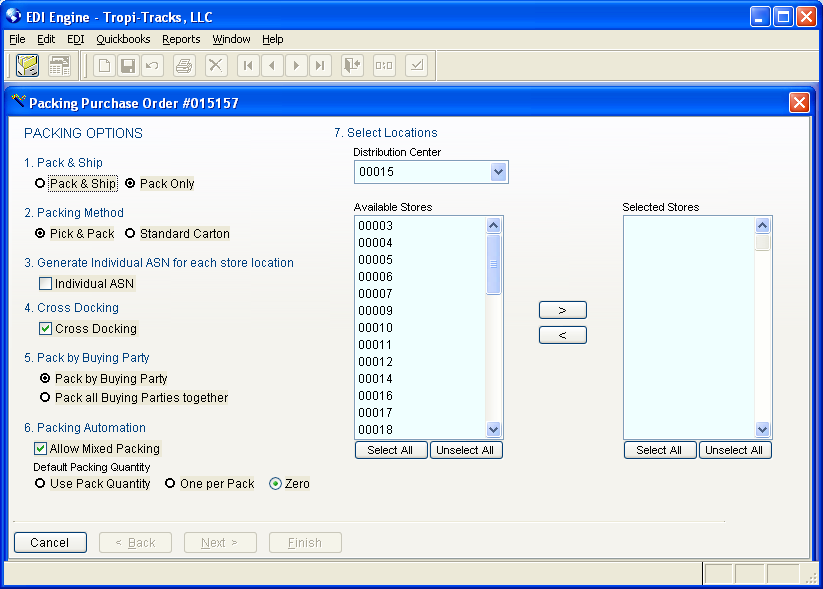 EDI Engine - Tropi-Tracks, LLC
File Edit EDI Quickbooks Reports Window Help
Packing Purchase Order #015157
PACKING OPTIONS
1. Pack & Ship
Pack & Ship Pack Only
2. Packing Method
Pick & Pack Standard Carton
3. Generate Individual ASN for each store location
Individual ASN
4. Cross Docking
Cross Docking
5. Pack by Buying Party
Pack by Buying Party
Pack all Buying Parties together
6. Packing Automation
Allow Mixed Packing
Default Packing Quantity
Use Pack Quantity One per Pack Zero
7. Select Locations
Distribution Center
00015
Available Stores
00003
00004
00005
00006
00007
00009
00010
00011
00012
00014
00016
00017
00018
Select All Unselect All
>
<
Selected Stores
Select All Unselect All
Cancel < Back Next > Finish